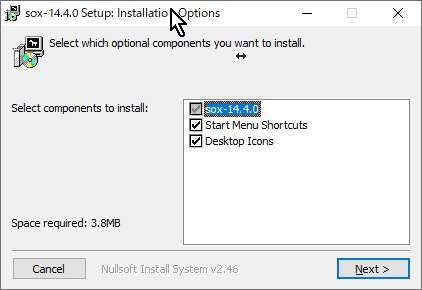 sox-14.4.0 Setup: Installation Options
Select which optional components you want to install.
Select components to install:
sox-14.4.0
Start Menu Shortcuts
Desktop Icons
Space required: 3.8MB
Cancel
Nullsoft Install System v2.46
Next >